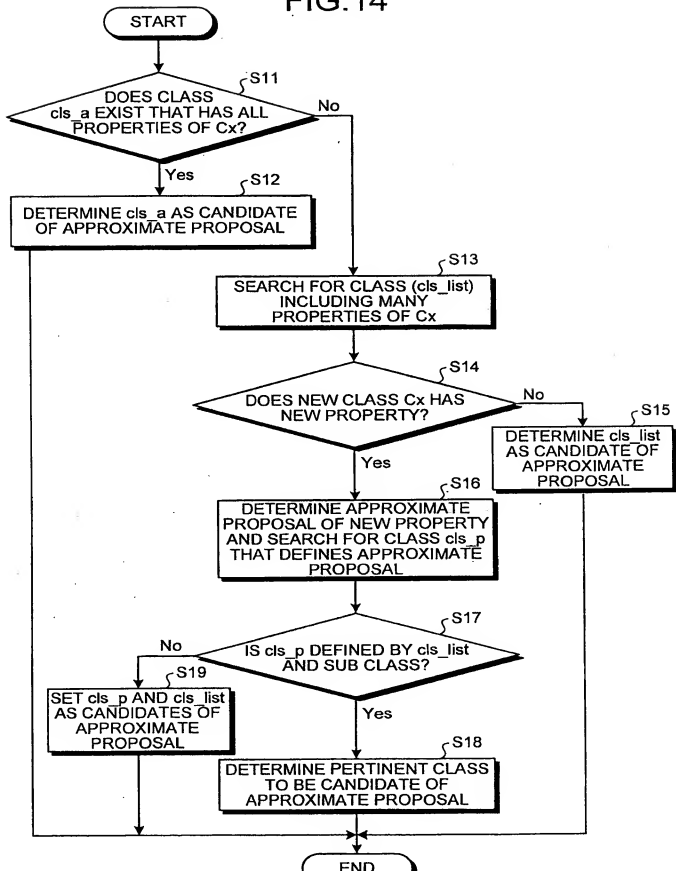 FIG.14
START
S11
DOES CLASS
cls_a EXIST THAT HAS ALL
PROPERTIES OF Cx?
No
Yes
S12
DETERMINE cls_a AS CANDIDATE
OF APPROXIMATE PROPOSAL
S13
SEARCH FOR CLASS (cls_list)
INCLUDING MANY
PROPERTIES OF Cx
S14
DOES NEW CLASS Cx HAS
NEW PROPERTY?
No
Yes
S15
DETERMINE cls_list
AS CANDIDATE OF
APPROXIMATE
PROPOSAL
S16
DETERMINE APPROXIMATE
PROPOSAL OF NEW PROPERTY
AND SEARCH FOR CLASS cls_p
THAT DEFINES APPROXIMATE
PROPOSAL
S17
IS cls_p DEFINED BY cls_list
AND SUB CLASS?
No
Yes
S19
SET cls_p AND cls_list
AS CANDIDATES OF
APPROXIMATE
PROPOSAL
S18
DETERMINE PERTINENT CLASS
TO BE CANDIDATE OF
APPROXIMATE PROPOSAL
END